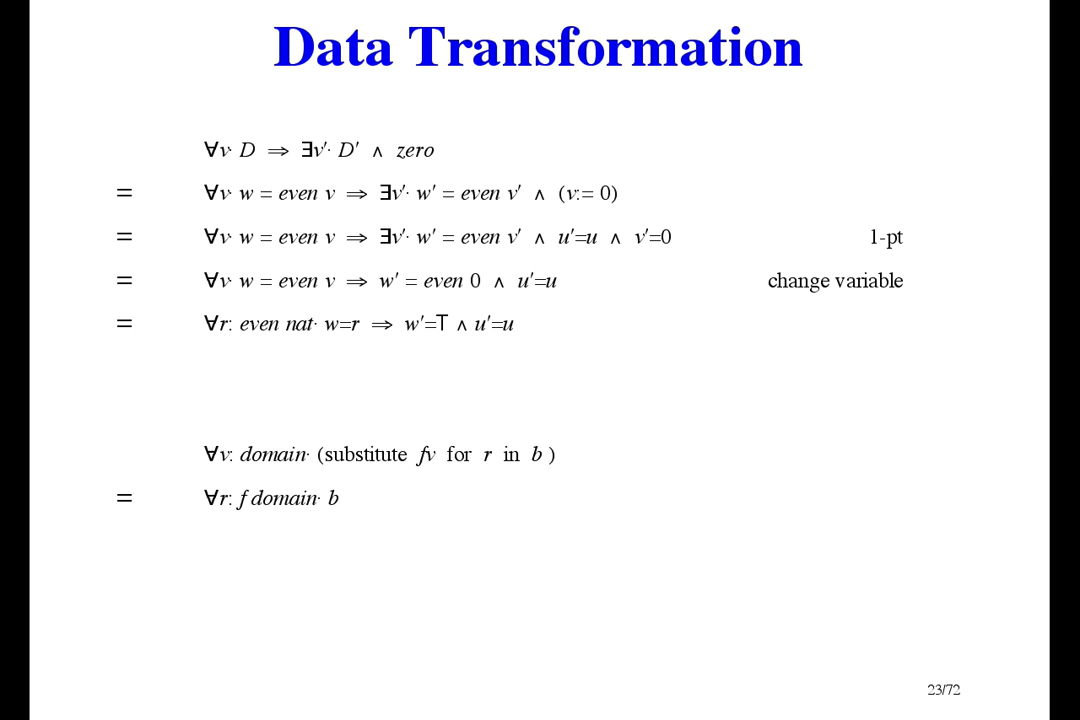 Data Transformation
∀v· D ⇒ ∃v′· D′ ∧ zero
= ∀v· w = even v ⇒ ∃v′· w′ = even v′ ∧ (v:= 0)
= ∀v· w = even v ⇒ ∃v′· w′ = even v′ ∧ u′=u ∧ v′=0 1-pt
= ∀v· w = even v ⇒ w′ = even 0 ∧ u′=u change variable
= ∀r: even nat· w=r ⇒ w′=⊤ ∧ u′=u
∀v: domain· (substitute fv for r in b )
= ∀r: f domain· b
23/72